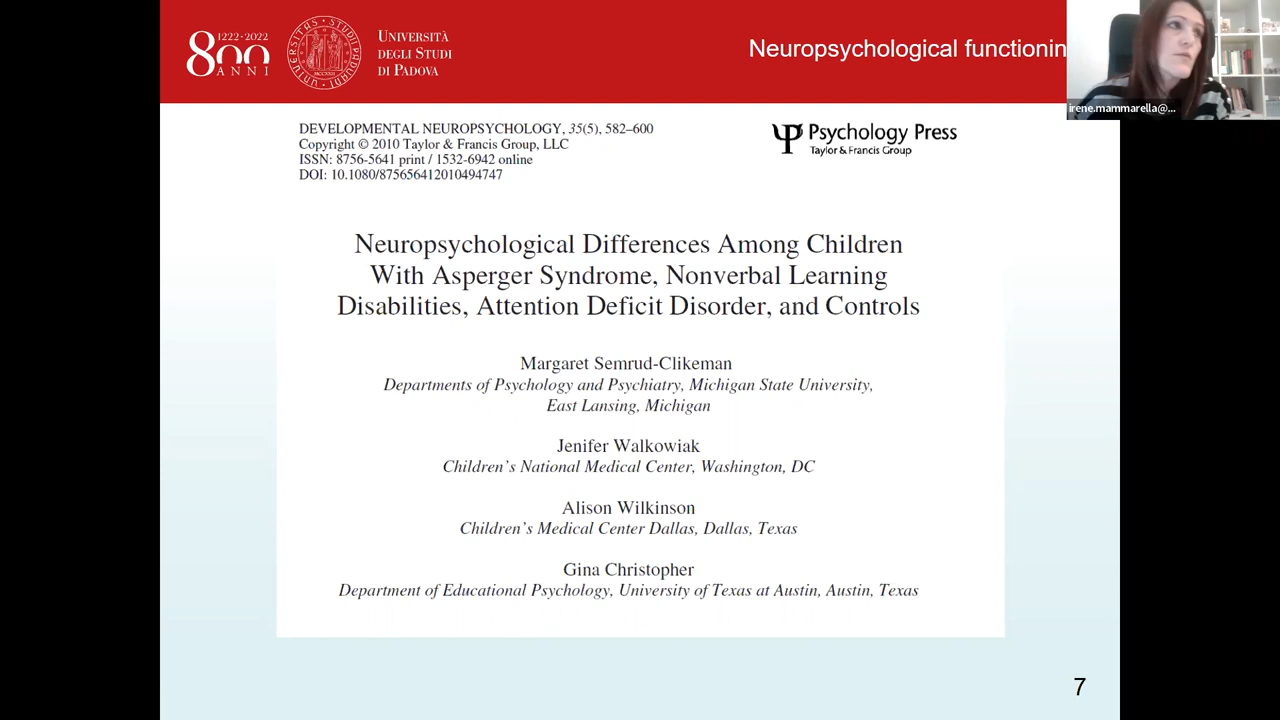 1222·2022
800
ANNI
UNIVERSITÀ
DEGLI STUDI
DI PADOVA
Neuropsychological functionin
irene.mammarella@...
DEVELOPMENTAL NEUROPSYCHOLOGY, 35(5), 582–600
Copyright © 2010 Taylor & Francis Group, LLC
ISSN: 8756-5641 print / 1532-6942 online
DOI: 10.1080/875656412010494747
Psychology Press
Taylor & Francis Group
Neuropsychological Differences Among Children
With Asperger Syndrome, Nonverbal Learning
Disabilities, Attention Deficit Disorder, and Controls
Margaret Semrud-Clikeman
Departments of Psychology and Psychiatry, Michigan State University,
East Lansing, Michigan
Jenifer Walkowiak
Children's National Medical Center, Washington, DC
Alison Wilkinson
Children's Medical Center Dallas, Dallas, Texas
Gina Christopher
Department of Educational Psychology, University of Texas at Austin, Austin, Texas
7